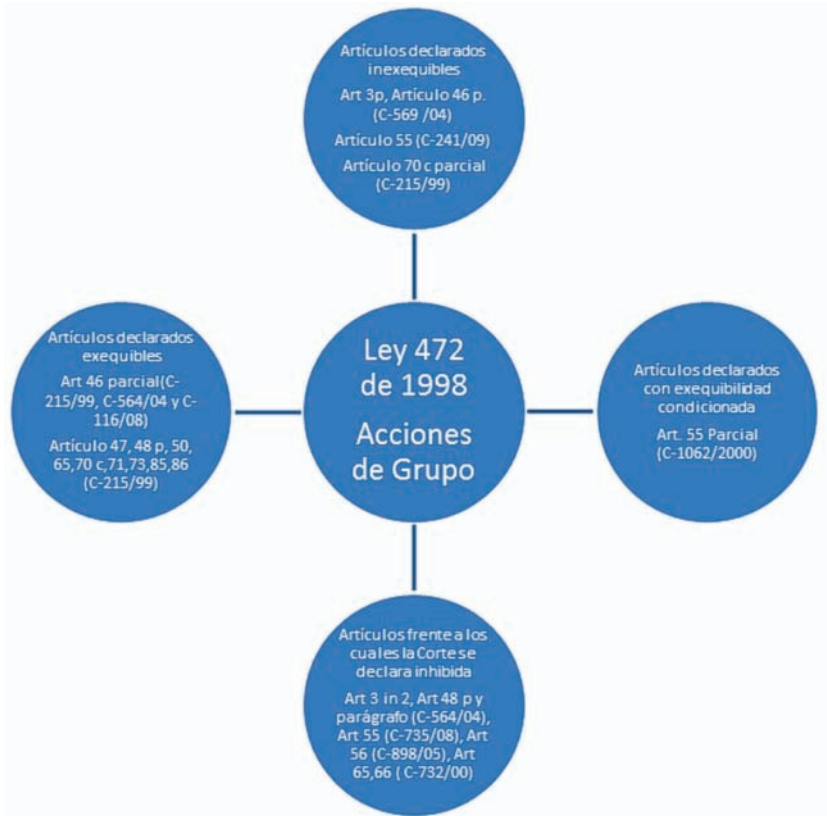 Artículos declarados
inexequibles
Art 3p, Artículo 46 p.
(C-569 /04)
Artículo 55 (C-241/09)
Artículo 70 c parcial
(C-215/99)
Artículos declarados
exequibles
Art 46 parcial(C-
215/99, C-564/04 y C-
116/08)
Artículo 47, 48 p, 50,
65,70 c,71,73,85,86
(C-215/99)
Ley 472
de 1998
Acciones
de Grupo
Artículos declarados
con exequibilidad
condicionada
Art. 55 Parcial
(C-1062/2000)
Artículos frente a los
cuales la Corte se
declara inhibida
Art 3 in 2, Art 48 p y
parágrafo (C-564/04),
Art 55 (C-735/08), Art
56 (C-898/05), Art
65,66 ( C-732/00)